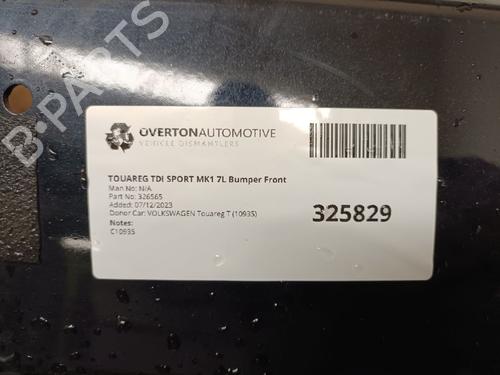 B-PARTS
OVERTONAUTOMOTIVE
VEHICLE DISMANTLERS
TOUAREG TDI SPORT MK1 7L Bumper Front
Man No: N/A
Part No: 326565
Added: 07/12/2023
Donor Car: VOLKSWAGEN Touareg T (10935)
Notes:
C10935
325829